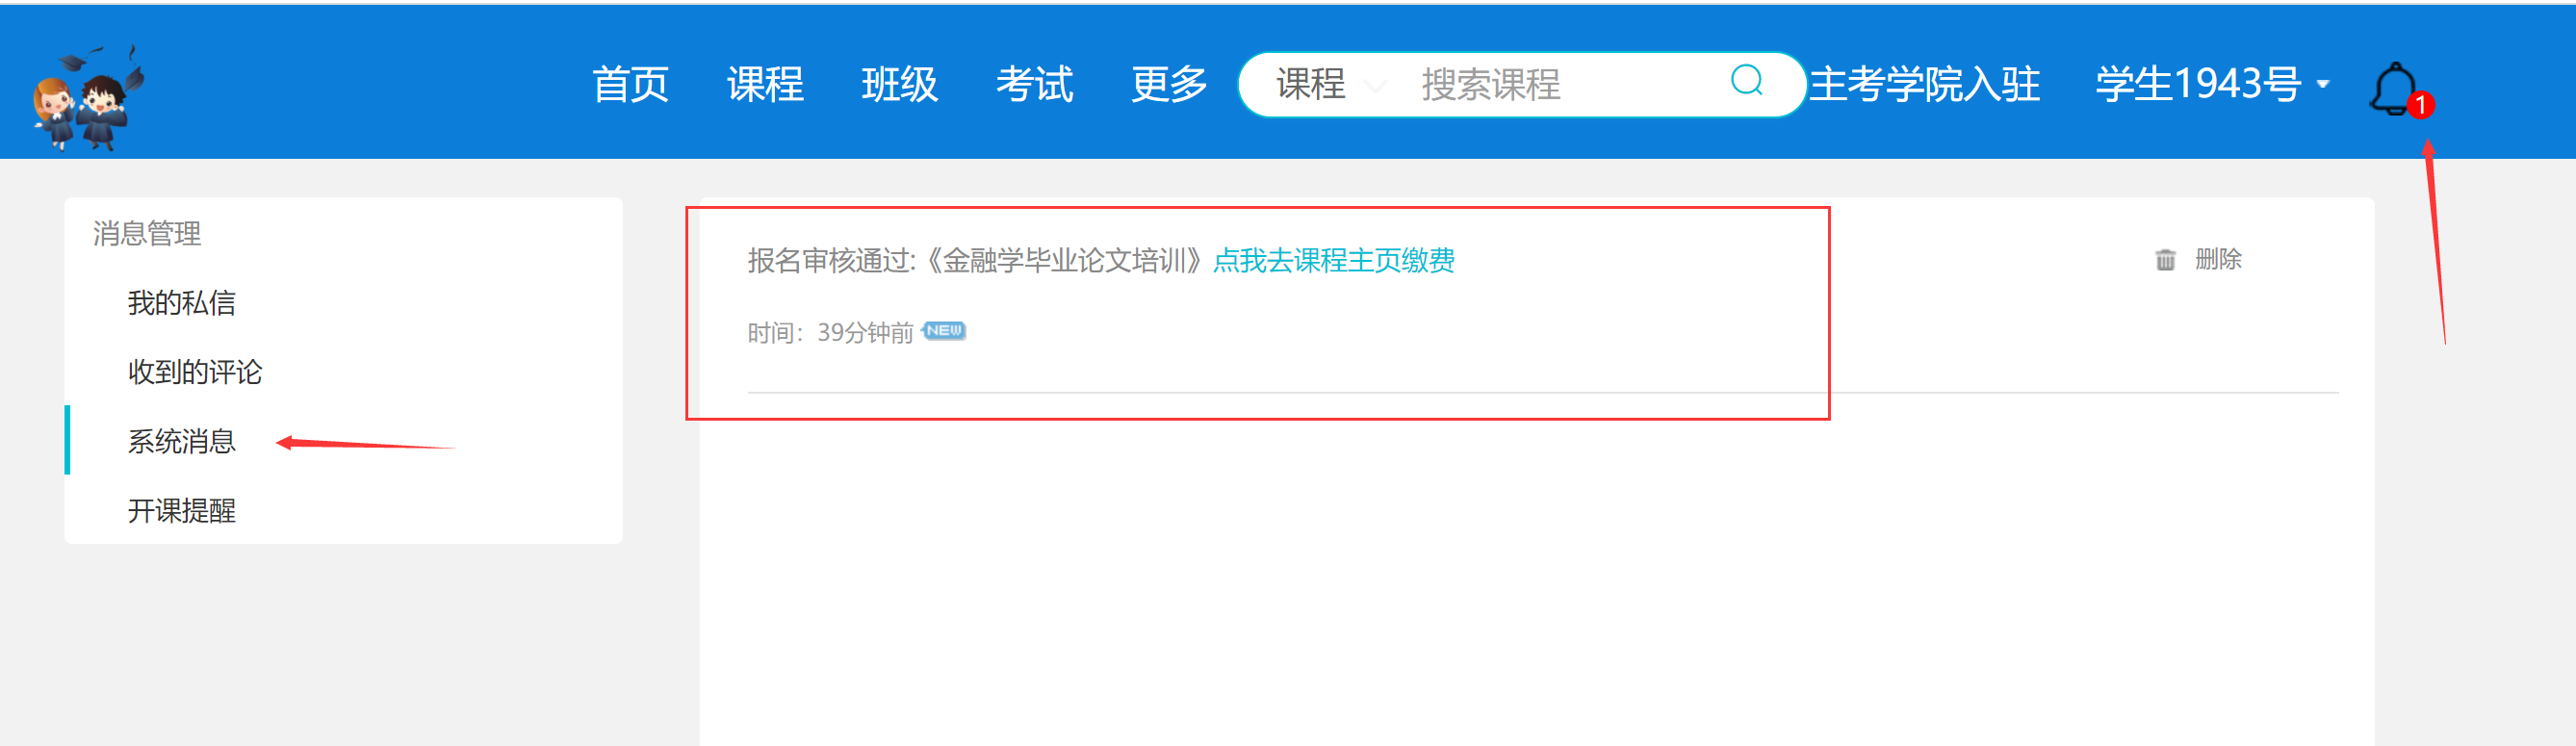 首页 课程 班级 考试 更多 课程 搜索课程 主考学院入驻 学生1943号 1
消息管理
我的私信
收到的评论
系统消息
开课提醒
报名审核通过:《金融学毕业论文培训》点我去课程主页缴费 删除
时间：39分钟前 NEW